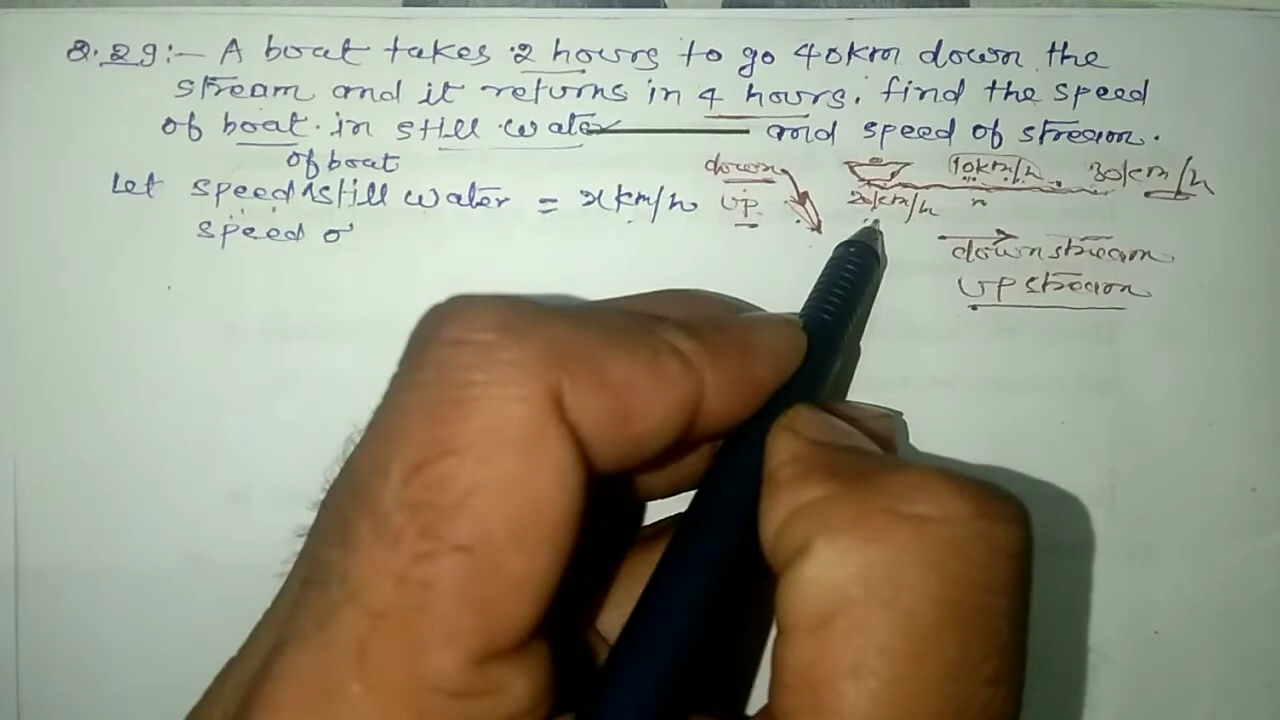 Q.29:- A boat takes 2 hours to go 40km down the
stream and it returns in 4 hours. find the speed
of boat in still water and speed of stream.
of boat
Let speed ^ still water = x km/h
speed o
down
up
10km/h
30km/h
20km/h
downstream
upstream